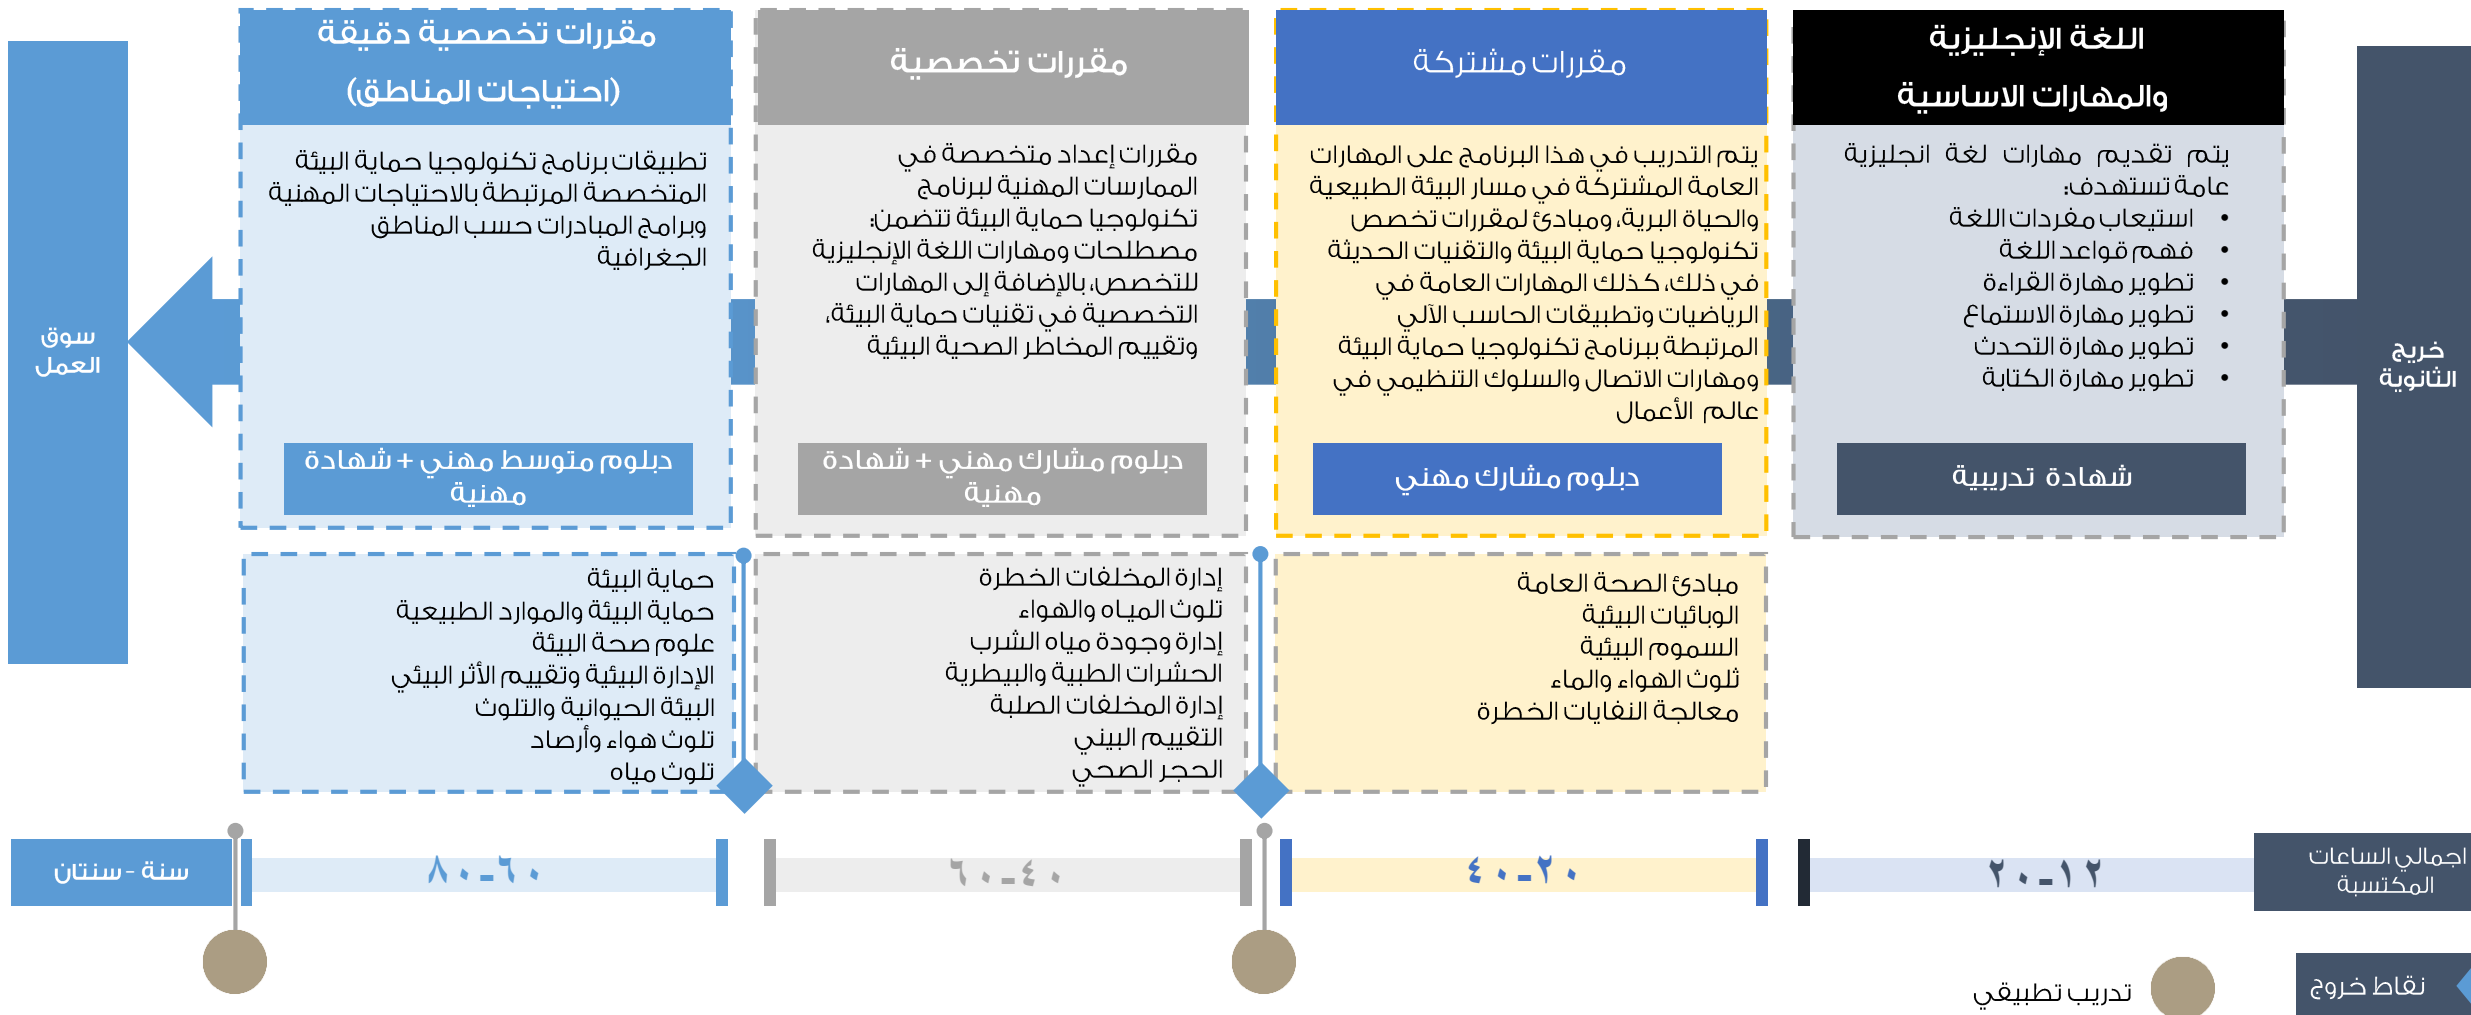 خريج
الثانوية
اللغة الإنجليزية
والمهارات الاساسية
يتم تقديم مهارات لغة انجليزية
عامة تستهدف:
• استيعاب مفردات اللغة
• فهم قواعد اللغة
• تطوير مهارة القراءة
• تطوير مهارة الاستماع
• تطوير مهارة التحدث
• تطوير مهارة الكتابة
شهادة تدريبية
مقررات مشتركة
يتم التدريب في هذا البرنامج على المهارات
العامة المشتركة في مسار البيئة الطبيعية
والحياة البرية، ومبادئ لمقررات تخصص
تكنولوجيا حماية البيئة والتقنيات الحديثة
في ذلك، كذلك المهارات العامة في
الرياضيات وتطبيقات الحاسب الآلي
المرتبطة ببرنامج تكنولوجيا حماية البيئة
ومهارات الاتصال والسلوك التنظيمي في
عالم الأعمال
دبلوم مشارك مهني
مقررات تخصصية
مقررات إعداد متخصصة في
الممارسات المهنية لبرنامج
تكنولوجيا حماية البيئة تتضمن:
مصطلحات ومهارات اللغة الإنجليزية
للتخصص، بالإضافة إلى المهارات
التخصصية في تقنيات حماية البيئة،
وتقييم المخاطر الصحية البيئية
دبلوم مشارك مهني + شهادة
مهنية
مقررات تخصصية دقيقة
(احتياجات المناطق)
تطبيقات برنامج تكنولوجيا حماية البيئة
المتخصصة المرتبطة بالاحتياجات المهنية
وبرامج المبادرات حسب المناطق
الجغرافية
دبلوم متوسط مهني + شهادة
مهنية
سوق
العمل
مبادئ الصحة العامة
الوبائيات البيئية
السموم البيئية
ثلوث الهواء والماء
معالجة النفايات الخطرة
إدارة المخلفات الخطرة
تلوث المياه والهواء
إدارة وجودة مياه الشرب
الحشرات الطبية والبيطرية
إدارة المخلفات الصلبة
التقييم البيني
الحجر الصحي
حماية البيئة
حماية البيئة والموارد الطبيعية
علوم صحة البيئة
الإدارة البيئية وتقييم الأثر البيئي
البيئة الحيوانية والتلوث
تلوث هواء وأرصاد
تلوث مياه
اجمالي الساعات
المكتسبة
١٢-٢٠
٢٠-٤٠
٤٠-٦٠
٦٠-٨٠
سنة - سنتان
نقاط خروج
تدريب تطبيقي